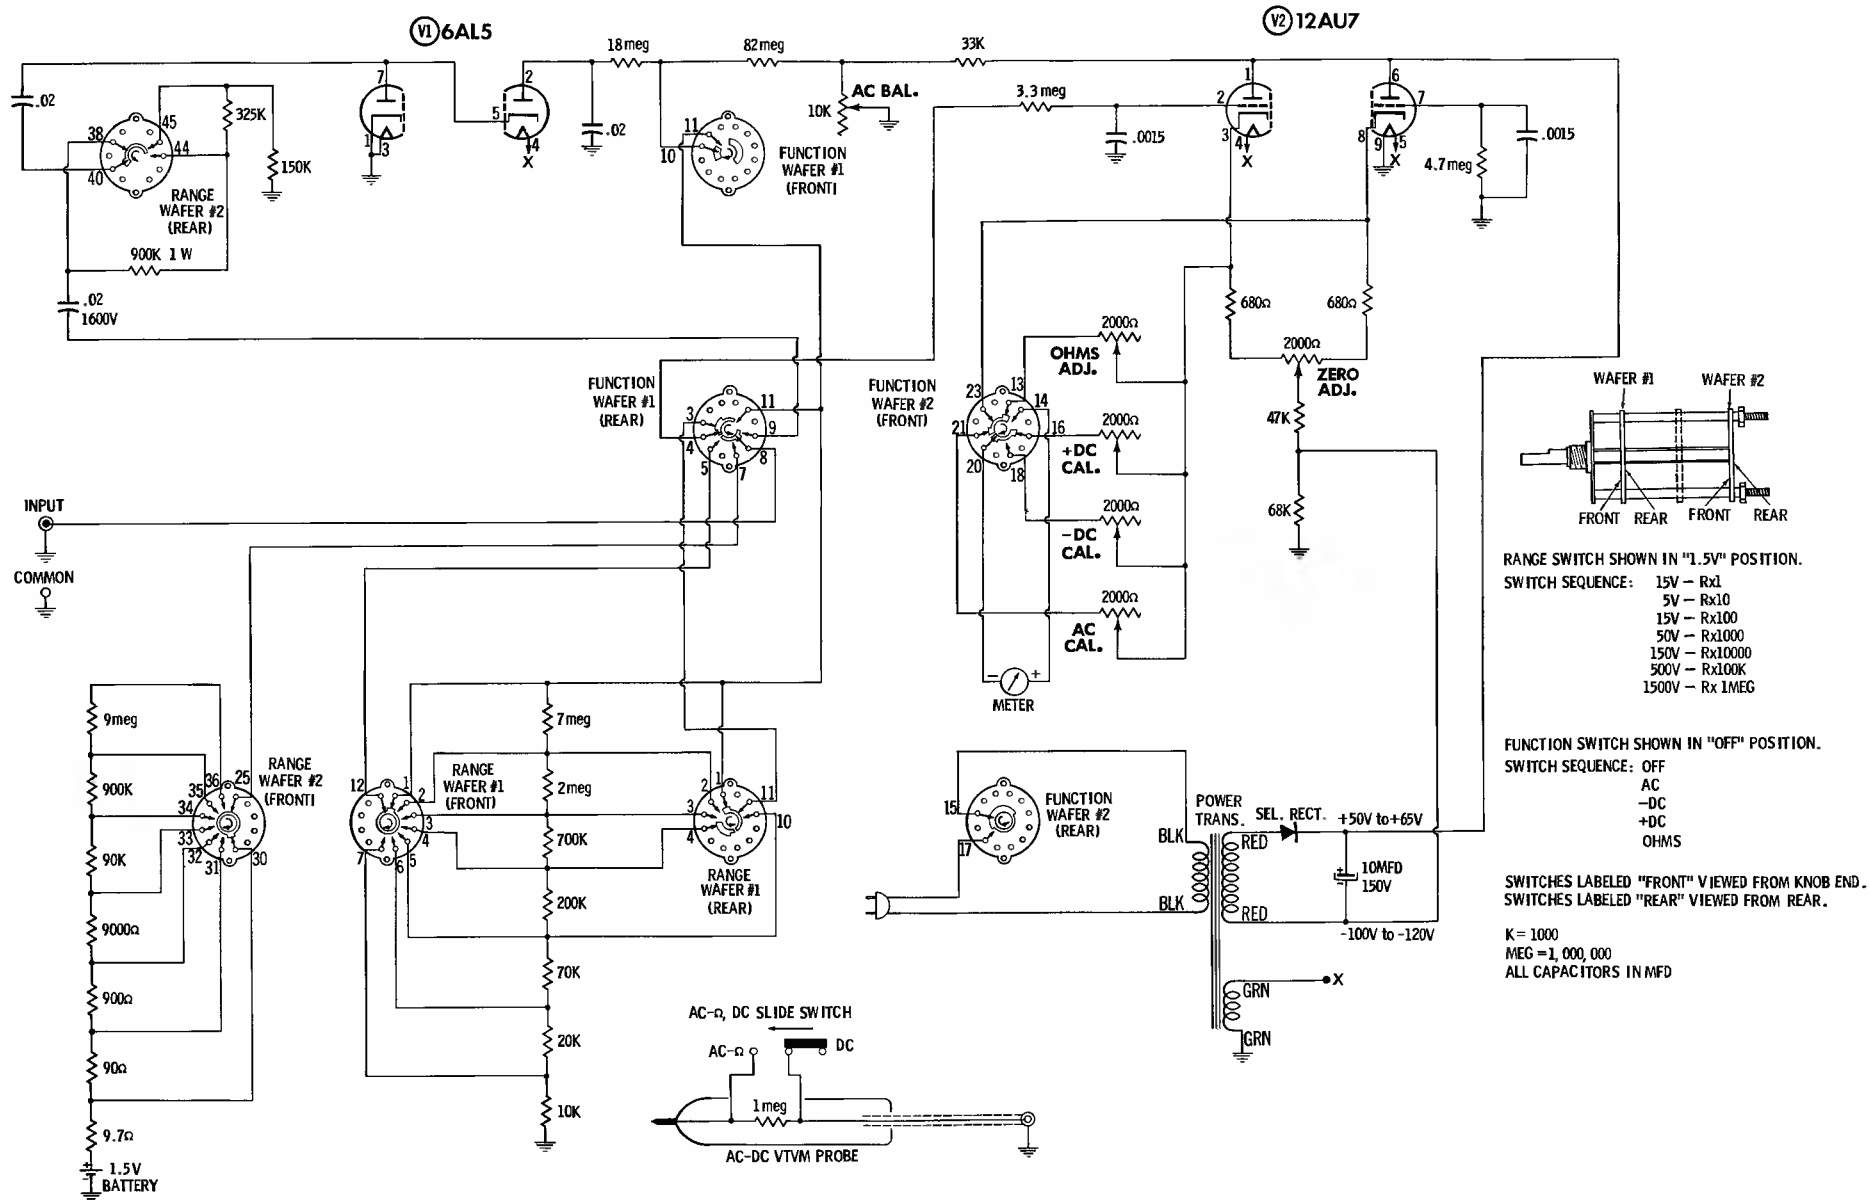 V1 6AL5
V2 12AU7
18 meg
82 meg
33K
7
2
5
4
X
1
3
.02
.02
38
45
44
40
325K
150K
RANGE
WAFER #2
(REAR)
900K 1 W
.02
1600V
11
10
FUNCTION
WAFER #1
(FRONT)
10K
AC BAL.
3.3 meg
.0015
1
2
3
4
X
6
7
8
9
5
X
4.7 meg
.0015
680Ω
680Ω
2000Ω
ZERO
ADJ.
47K
68K
FUNCTION
WAFER #1
(REAR)
3
4
5
7
8
9
11
FUNCTION
WAFER #2
(FRONT)
23
13
14
21
16
20
18
2000Ω
OHMS
ADJ.
2000Ω
+DC
CAL.
2000Ω
-DC
CAL.
2000Ω
AC
CAL.
-
+
METER
WAFER #1
WAFER #2
FRONT
REAR
FRONT
REAR
INPUT
COMMON
RANGE SWITCH SHOWN IN "1.5V" POSITION.
SWITCH SEQUENCE: 15V - Rx1
5V - Rx10
15V - Rx100
50V - Rx1000
150V - Rx10000
500V - Rx100K
1500V - Rx 1MEG
FUNCTION SWITCH SHOWN IN "OFF" POSITION.
SWITCH SEQUENCE: OFF
AC
-DC
+DC
OHMS
SWITCHES LABELED "FRONT" VIEWED FROM KNOB END.
SWITCHES LABELED "REAR" VIEWED FROM REAR.
K = 1000
MEG = 1,000,000
ALL CAPACITORS IN MFD
9meg
900K
90K
9000Ω
900Ω
90Ω
9.7Ω
+
1.5V
BATTERY
36
25
35
34
33
32
31
30
RANGE
WAFER #2
(FRONT)
12
1
2
3
4
5
6
7
RANGE
WAFER #1
(FRONT)
7meg
2meg
700K
200K
70K
20K
10K
2
1
11
3
4
10
RANGE
WAFER #1
(REAR)
15
17
FUNCTION
WAFER #2
(REAR)
POWER
TRANS.
SEL. RECT.
+50V to +65V
BLK
BLK
RED
RED
+
-
10MFD
150V
-100V to -120V
GRN
X
GRN
AC-Ω, DC SLIDE SWITCH
AC-Ω
DC
1meg
AC-DC VTVM PROBE